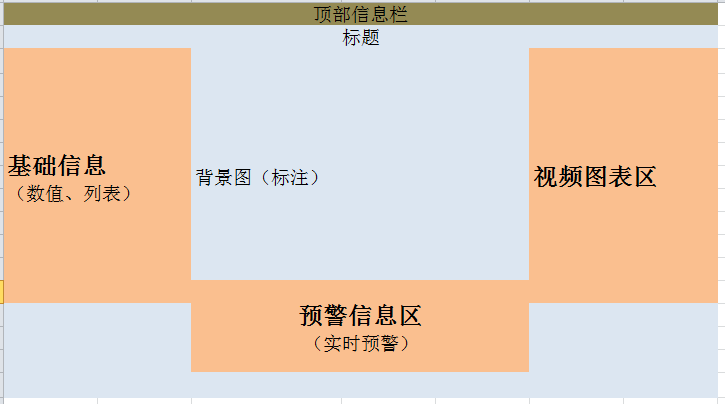 顶部信息栏
标题
基础信息
（数值、列表）
背景图（标注）
视频图表区
预警信息区
（实时预警）